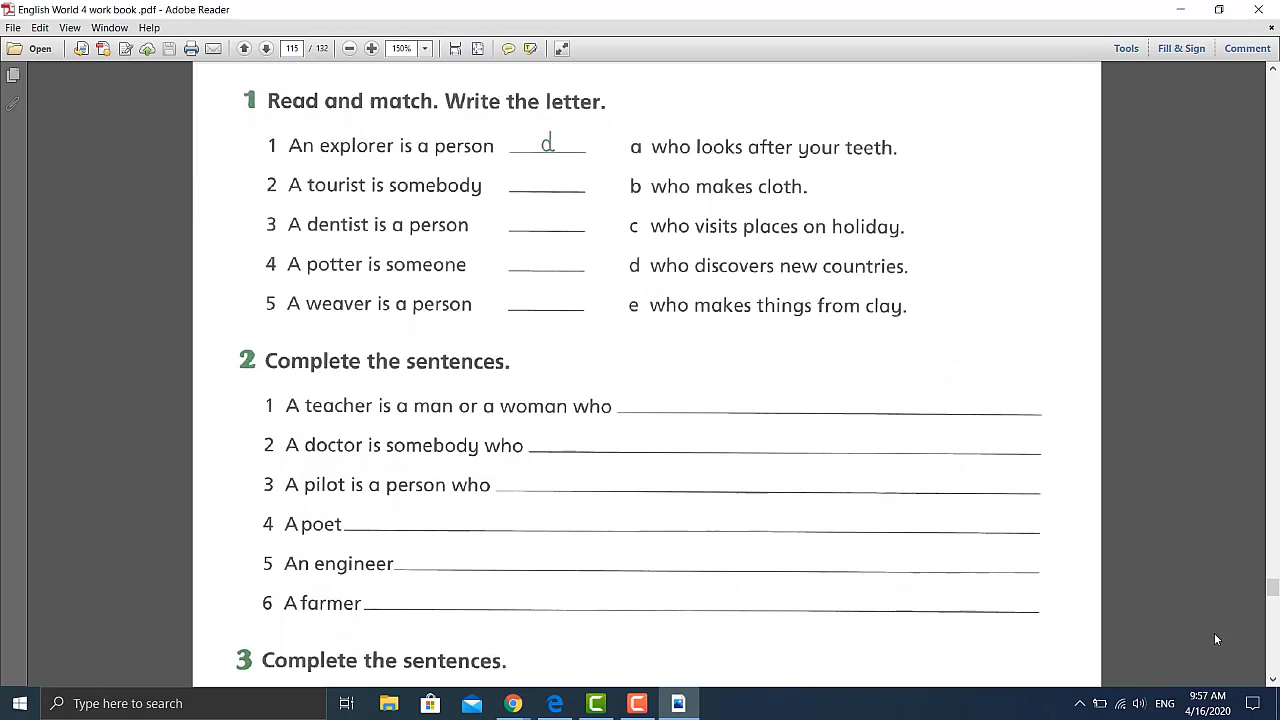 English World 4 work book .pdf - Adobe Reader
File Edit View Window Help
Open 115 / 132 150% Tools Fill & Sign Comment
1 Read and match. Write the letter.
1 An explorer is a person d a who looks after your teeth.
2 A tourist is somebody b who makes cloth.
3 A dentist is a person c who visits places on holiday.
4 A potter is someone d who discovers new countries.
5 A weaver is a person e who makes things from clay.
2 Complete the sentences.
1 A teacher is a man or a woman who
2 A doctor is somebody who
3 A pilot is a person who
4 A poet
5 An engineer
6 A farmer
3 Complete the sentences.
Type here to search
ENG
9:57 AM
4/16/2020